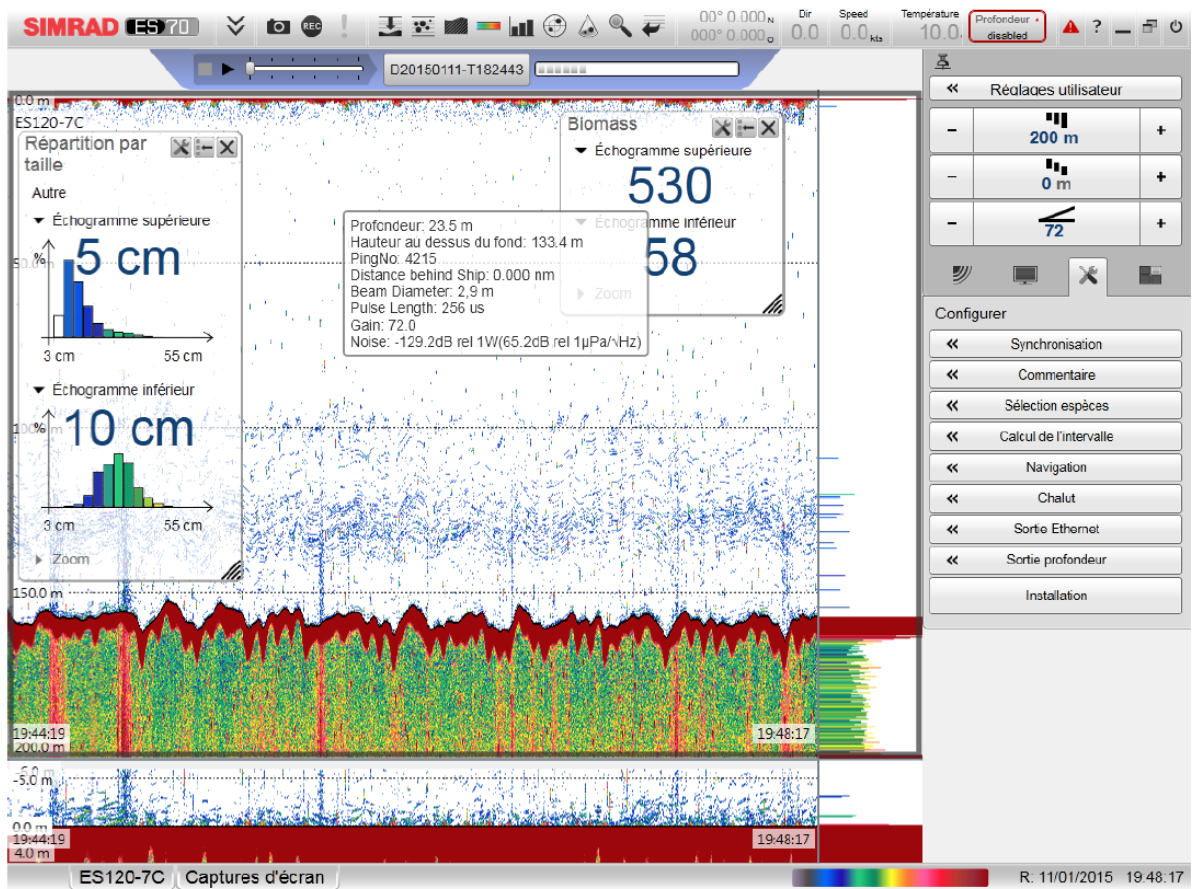 SIMRAD ES70
REC
00° 0.000 N
000° 0.000 O
Dir
0.0
Speed
0.0 kts
Température
10.0
Profondeur
disabled
?
D20150111-T182443
0.0 m
ES120-7C
Répartition par
taille
Autre
Échogramme supérieure
%
5 cm
3 cm
55 cm
Échogramme inférieur
%
10 cm
3 cm
55 cm
Zoom
Biomass
Échogramme supérieure
530
Échogramme inférieur
58
Zoom
Profondeur: 23.5 m
Hauteur au dessus du fond: 133.4 m
PingNo: 4215
Distance behind Ship: 0.000 nm
Beam Diameter: 2,9 m
Pulse Length: 256 us
Gain: 72.0
Noise: -129.2dB rel 1W(65.2dB rel 1µPa/√Hz)
50.0 m
100.0 m
150.0 m
19:44:19
200.0 m
19:48:17
-5.0 m
0.0 m
19:44:19
4.0 m
19:48:17
Réglages utilisateur
- 200 m +
- 0 m +
- 72 +
Configurer
Synchronisation
Commentaire
Sélection espèces
Calcul de l'intervalle
Navigation
Chalut
Sortie Ethernet
Sortie profondeur
Installation
ES120-7C
Captures d'écran
R: 11/01/2015 19:48:17